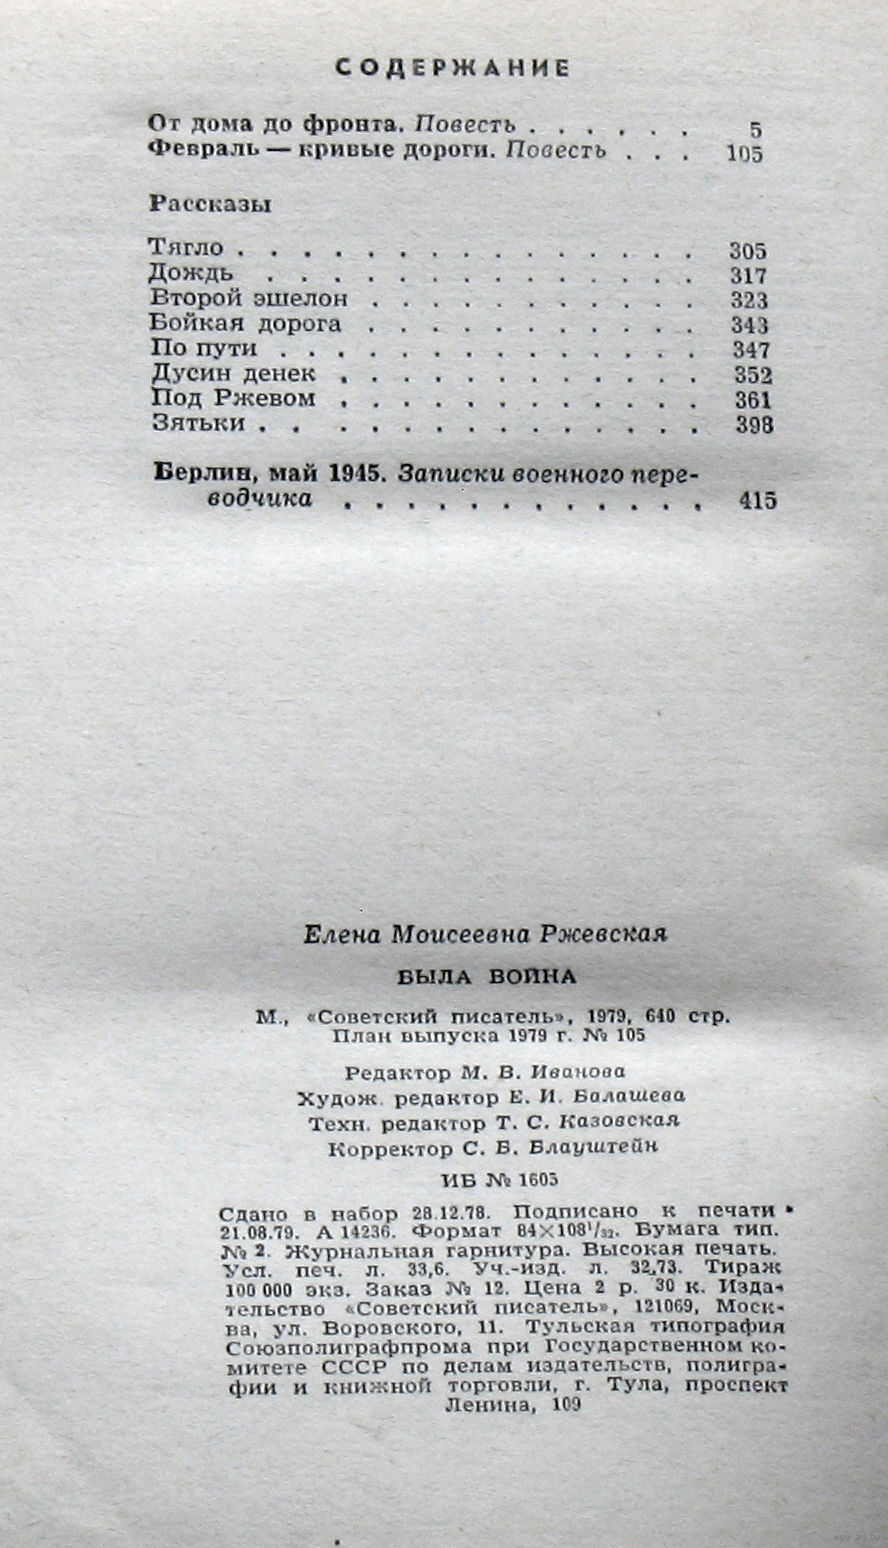 СОДЕРЖАНИЕ
От дома до фронта. Повесть . . . . . . 5
Февраль — кривые дороги. Повесть . . . 105
Рассказы
Тягло . . . . . . . . . . . . . . . 305
Дождь . . . . . . . . . . . . . . 317
Второй эшелон . . . . . . . . . . . 323
Бойкая дорога . . . . . . . . . . . 343
По пути . . . . . . . . . . . . . . 347
Дусин денек . . . . . . . . . . . . 352
Под Ржевом . . . . . . . . . . . . 361
Зятьки . . . . . . . . . . . . . . 398
Берлин, май 1945. Записки военного пере-
водчика . . . . . . . . . . . . 415
Елена Моисеевна Ржевская
БЫЛА ВОЙНА
М., «Советский писатель», 1979, 640 стр.
План выпуска 1979 г. № 105
Редактор М. В. Иванова
Худож. редактор Е. И. Балашева
Техн. редактор Т. С. Казовская
Корректор С. Б. Блауштейн
ИБ № 1605
Сдано в набор 28.12.78. Подписано к печати
21.08.79. А 14236. Формат 84×108¹/₃₂. Бумага тип.
№ 2. Журнальная гарнитура. Высокая печать.
Усл. печ. л. 33,6. Уч.-изд. л. 32,73. Тираж
100 000 экз. Заказ № 12. Цена 2 р. 30 к. Изда-
тельство «Советский писатель», 121069, Моск-
ва, ул. Воровского, 11. Тульская типография
Союзполиграфпрома при Государственном ко-
митете СССР по делам издательств, полигра-
фии и книжной торговли, г. Тула, проспект
Ленина, 109
www.ay.by